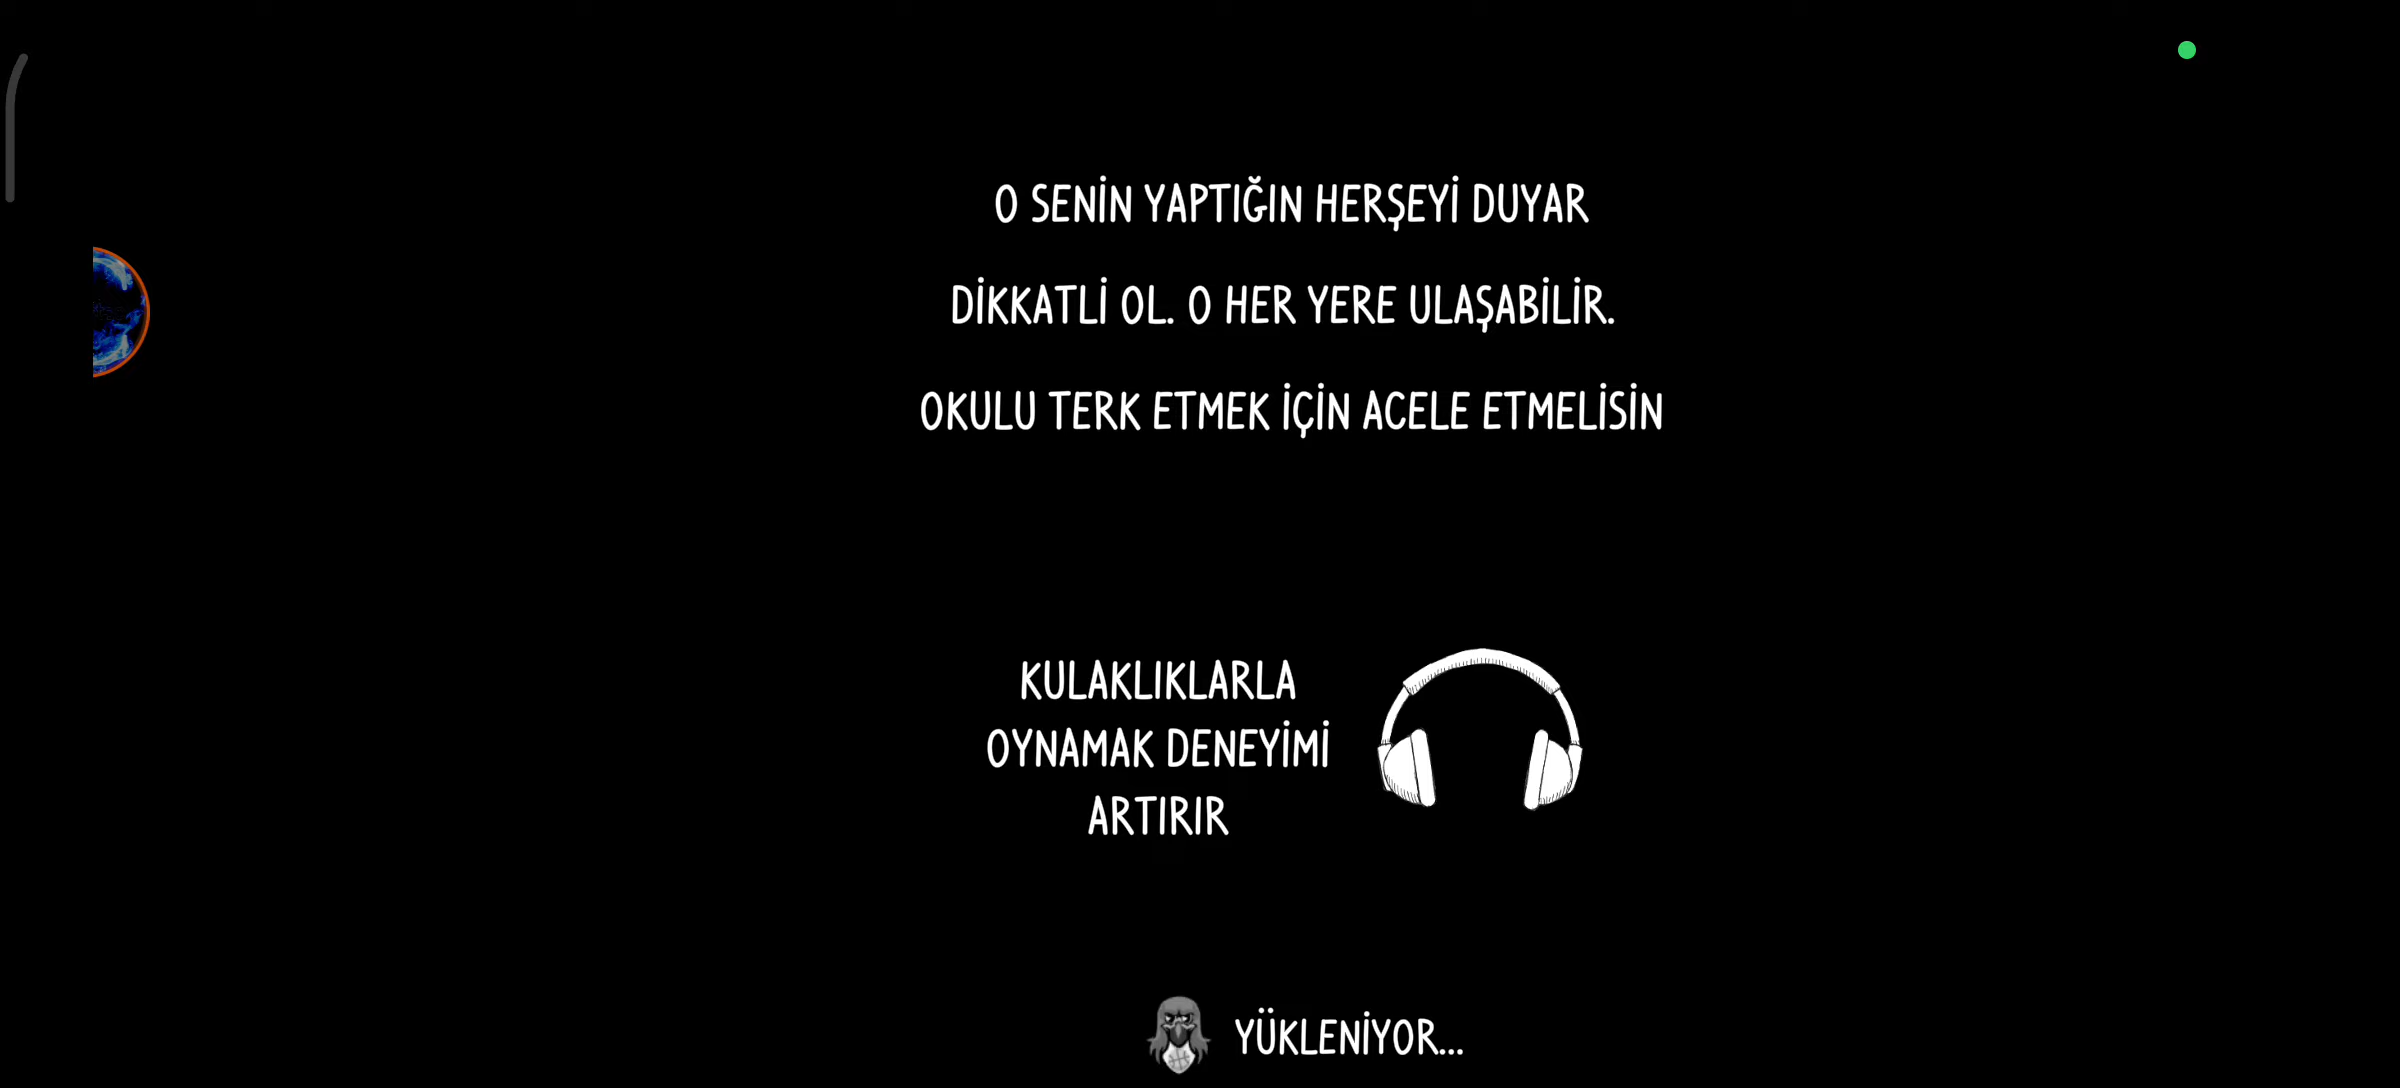 O SENİN YAPTIĞIN HERŞEYİ DUYAR
DİKKATLİ OL. O HER YERE ULAŞABİLİR.
OKULU TERK ETMEK İÇİN ACELE ETMELİSİN
KULAKLIKLARLA
OYNAMAK DENEYİMİ
ARTIRIR
YÜKLENİYOR...